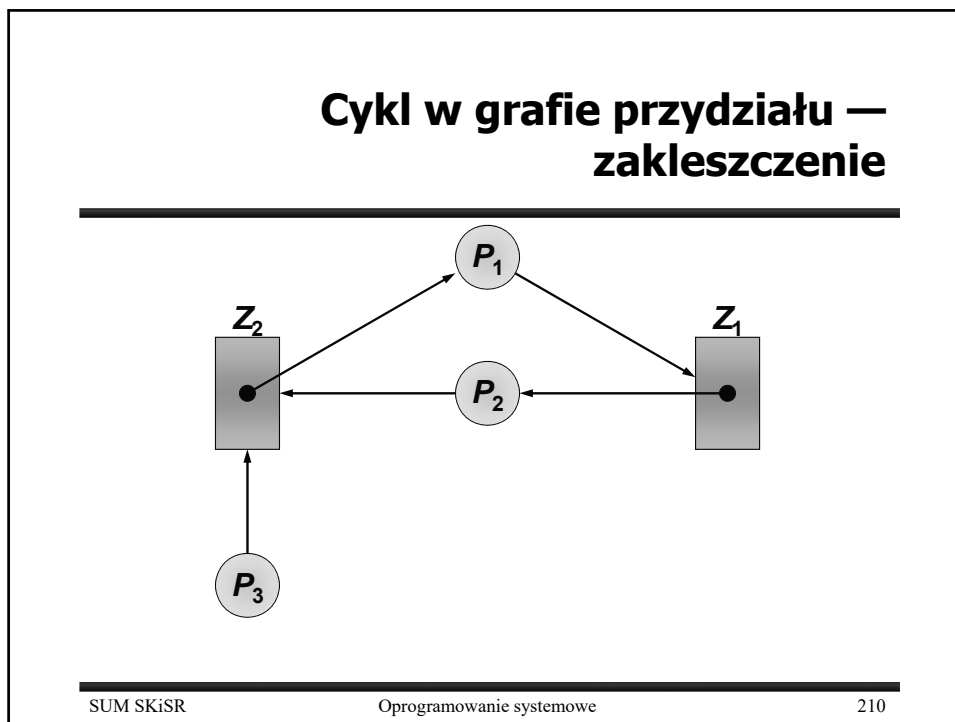 Cykl w grafie przydziału —
zakleszczenie
P1
Z2
Z1
P2
P3
SUM SKiSR
Oprogramowanie systemowe
210